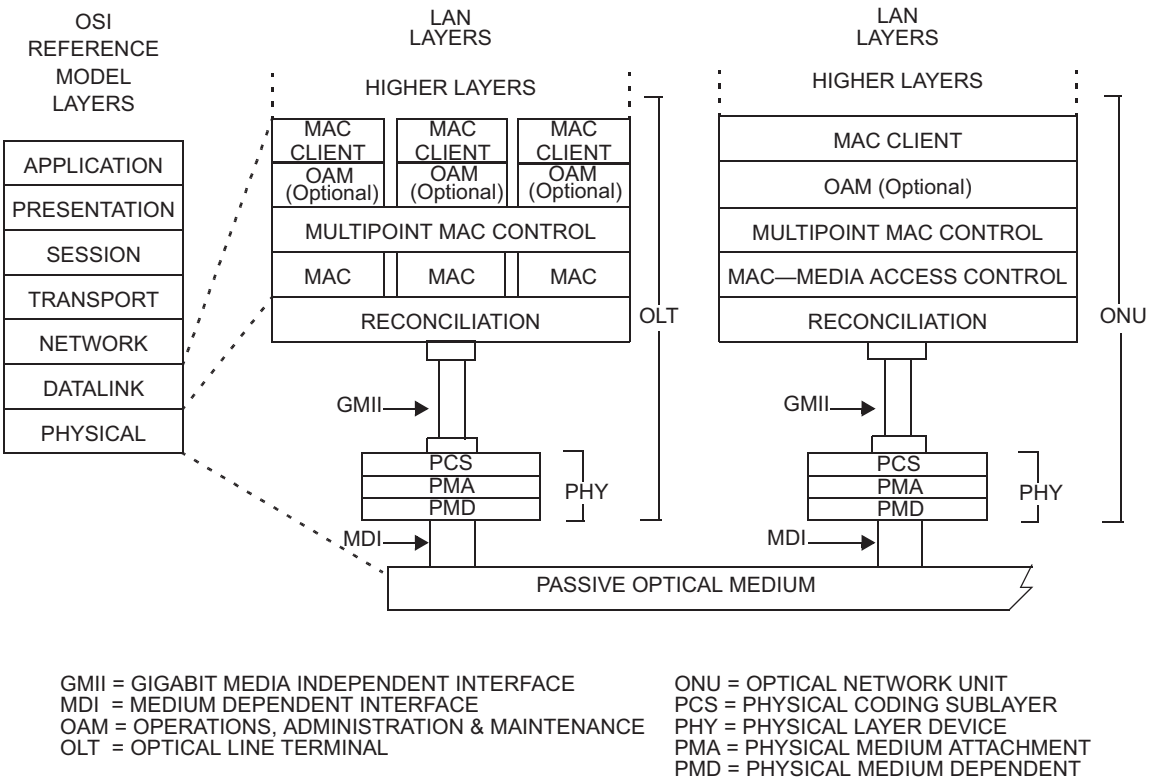 OSI
REFERENCE
MODEL
LAYERS
APPLICATION
PRESENTATION
SESSION
TRANSPORT
NETWORK
DATALINK
PHYSICAL
LAN
LAYERS
HIGHER LAYERS
MAC
CLIENT
MAC
CLIENT
MAC
CLIENT
OAM
(Optional)
OAM
(Optional)
OAM
(Optional)
MULTIPOINT MAC CONTROL
MAC
MAC
MAC
RECONCILIATION
OLT
GMII
PCS
PMA
PMD
PHY
MDI
LAN
LAYERS
HIGHER LAYERS
MAC CLIENT
OAM (Optional)
MULTIPOINT MAC CONTROL
MAC—MEDIA ACCESS CONTROL
RECONCILIATION
ONU
GMII
PCS
PMA
PMD
PHY
MDI
PASSIVE OPTICAL MEDIUM
GMII = GIGABIT MEDIA INDEPENDENT INTERFACE
MDI = MEDIUM DEPENDENT INTERFACE
OAM = OPERATIONS, ADMINISTRATION & MAINTENANCE
OLT = OPTICAL LINE TERMINAL
ONU = OPTICAL NETWORK UNIT
PCS = PHYSICAL CODING SUBLAYER
PHY = PHYSICAL LAYER DEVICE
PMA = PHYSICAL MEDIUM ATTACHMENT
PMD = PHYSICAL MEDIUM DEPENDENT